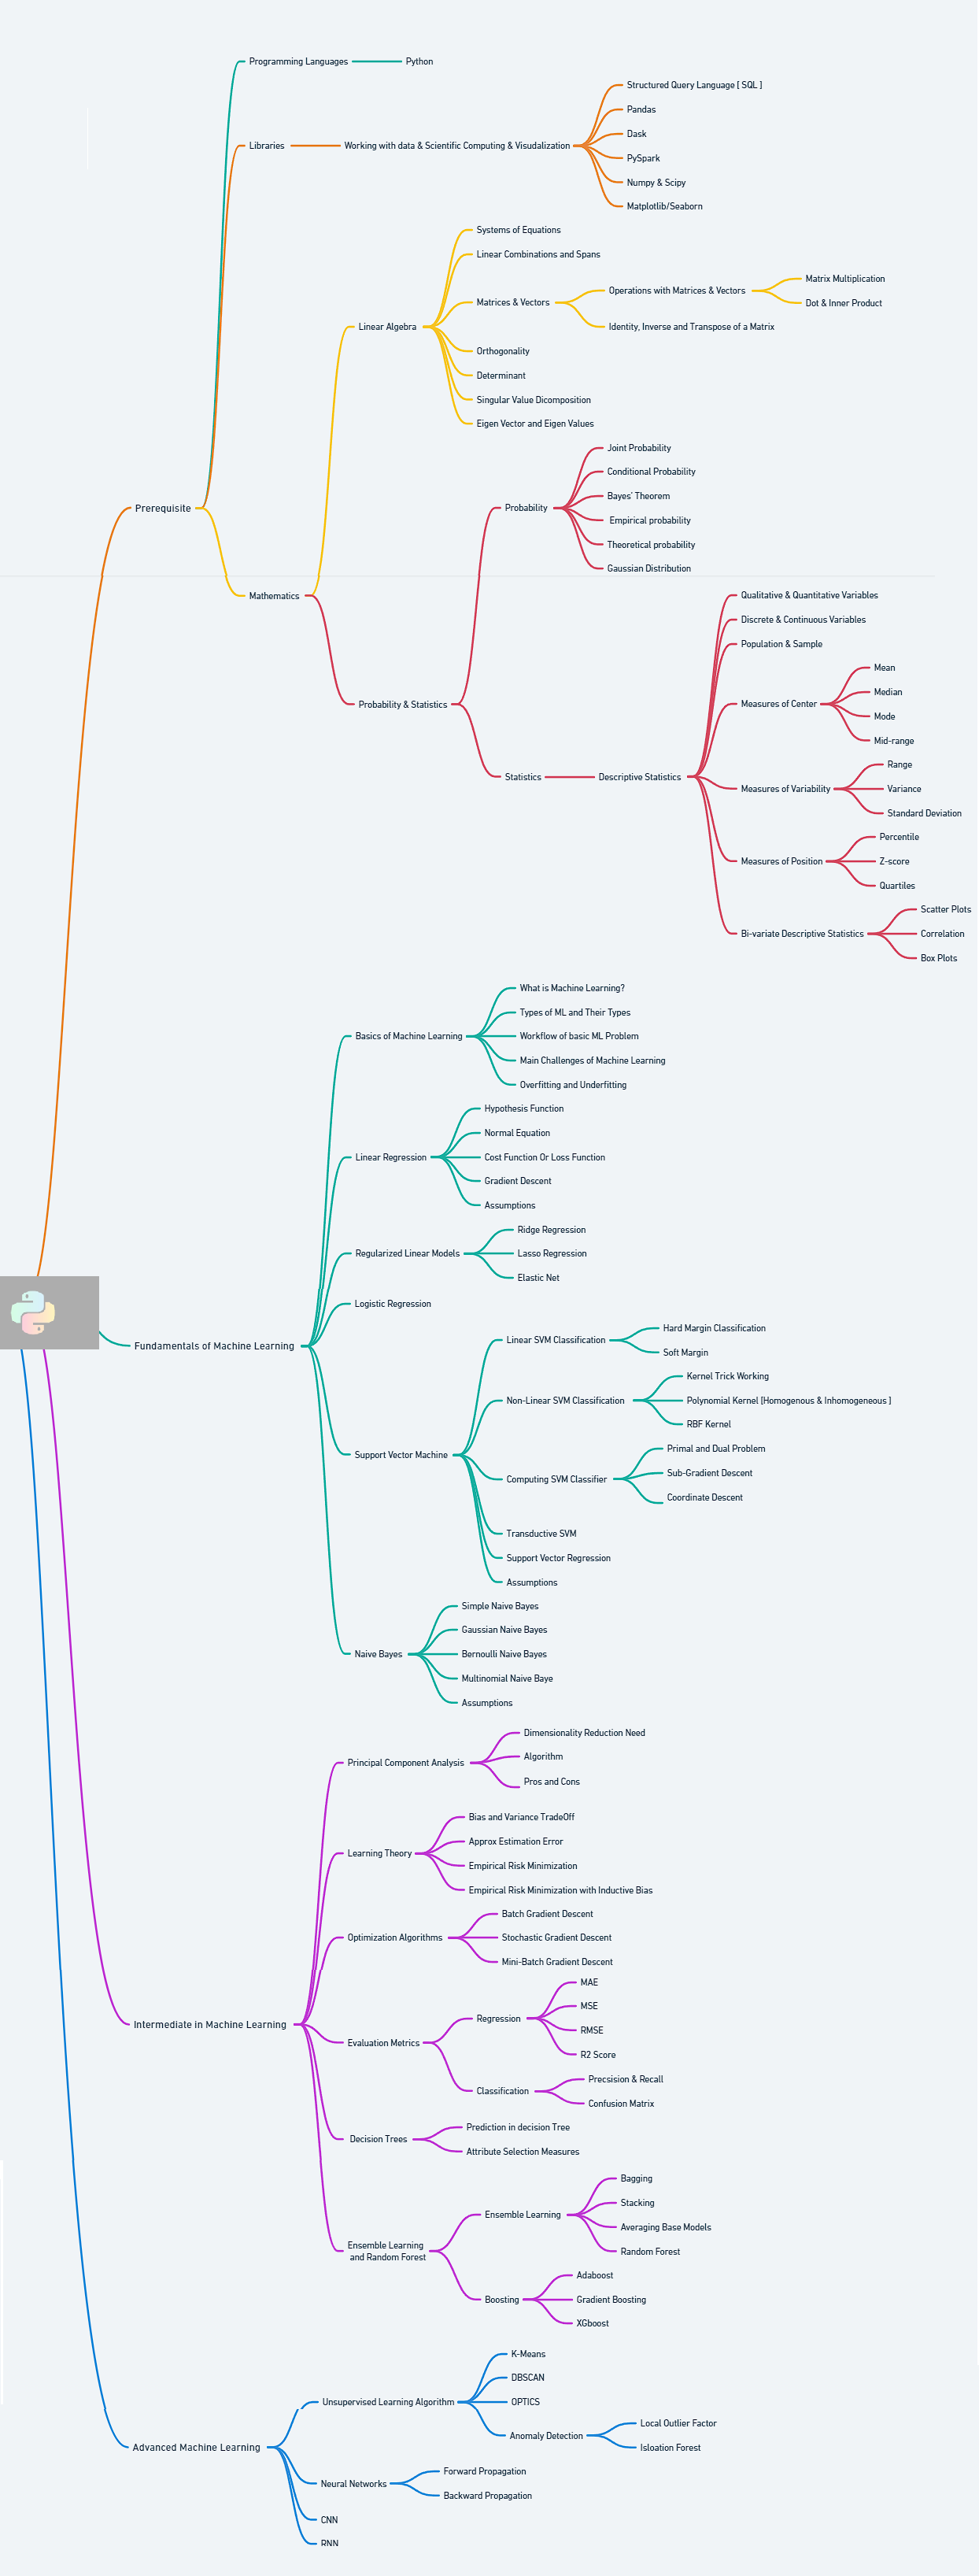 Programming Languages
Python
Libraries
Working with data & Scientific Computing & Visudalization
Structured Query Language [ SQL ]
Pandas
Dask
PySpark
Numpy & Scipy
Matplotlib/Seaborn
Prerequisite
Mathematics
Linear Algebra
Systems of Equations
Linear Combinations and Spans
Matrices & Vectors
Operations with Matrices & Vectors
Matrix Multiplication
Dot & Inner Product
Identity, Inverse and Transpose of a Matrix
Orthogonality
Determinant
Singular Value Dicomposition
Eigen Vector and Eigen Values
Probability & Statistics
Probability
Joint Probability
Conditional Probability
Bayes' Theorem
Empirical probability
Theoretical probability
Gaussian Distribution
Statistics
Descriptive Statistics
Qualitative & Quantitative Variables
Discrete & Continuous Variables
Population & Sample
Measures of Center
Mean
Median
Mode
Mid-range
Measures of Variability
Range
Variance
Standard Deviation
Measures of Position
Percentile
Z-score
Quartiles
Bi-variate Descriptive Statistics
Scatter Plots
Correlation
Box Plots
Fundamentals of Machine Learning
Basics of Machine Learning
What is Machine Learning?
Types of ML and Their Types
Workflow of basic ML Problem
Main Challenges of Machine Learning
Overfitting and Underfitting
Linear Regression
Hypothesis Function
Normal Equation
Cost Function Or Loss Function
Gradient Descent
Assumptions
Regularized Linear Models
Ridge Regression
Lasso Regression
Elastic Net
Logistic Regression
Support Vector Machine
Linear SVM Classification
Hard Margin Classification
Soft Margin
Non-Linear SVM Classification
Kernel Trick Working
Polynomial Kernel [Homogenous & Inhomogeneous ]
RBF Kernel
Computing SVM Classifier
Primal and Dual Problem
Sub-Gradient Descent
Coordinate Descent
Transductive SVM
Support Vector Regression
Assumptions
Naive Bayes
Simple Naive Bayes
Gaussian Naive Bayes
Bernoulli Naive Bayes
Multinomial Naive Baye
Assumptions
Intermediate in Machine Learning
Principal Component Analysis
Dimensionality Reduction Need
Algorithm
Pros and Cons
Learning Theory
Bias and Variance TradeOff
Approx Estimation Error
Empirical Risk Minimization
Empirical Risk Minimization with Inductive Bias
Optimization Algorithms
Batch Gradient Descent
Stochastic Gradient Descent
Mini-Batch Gradient Descent
Evaluation Metrics
Regression
MAE
MSE
RMSE
R2 Score
Classification
Precsision & Recall
Confusion Matrix
Decision Trees
Prediction in decision Tree
Attribute Selection Measures
Ensemble Learning
and Random Forest
Ensemble Learning
Bagging
Stacking
Averaging Base Models
Random Forest
Boosting
Adaboost
Gradient Boosting
XGboost
Advanced Machine Learning
Unsupervised Learning Algorithm
K-Means
DBSCAN
OPTICS
Anomaly Detection
Local Outlier Factor
Isloation Forest
Neural Networks
Forward Propagation
Backward Propagation
CNN
RNN